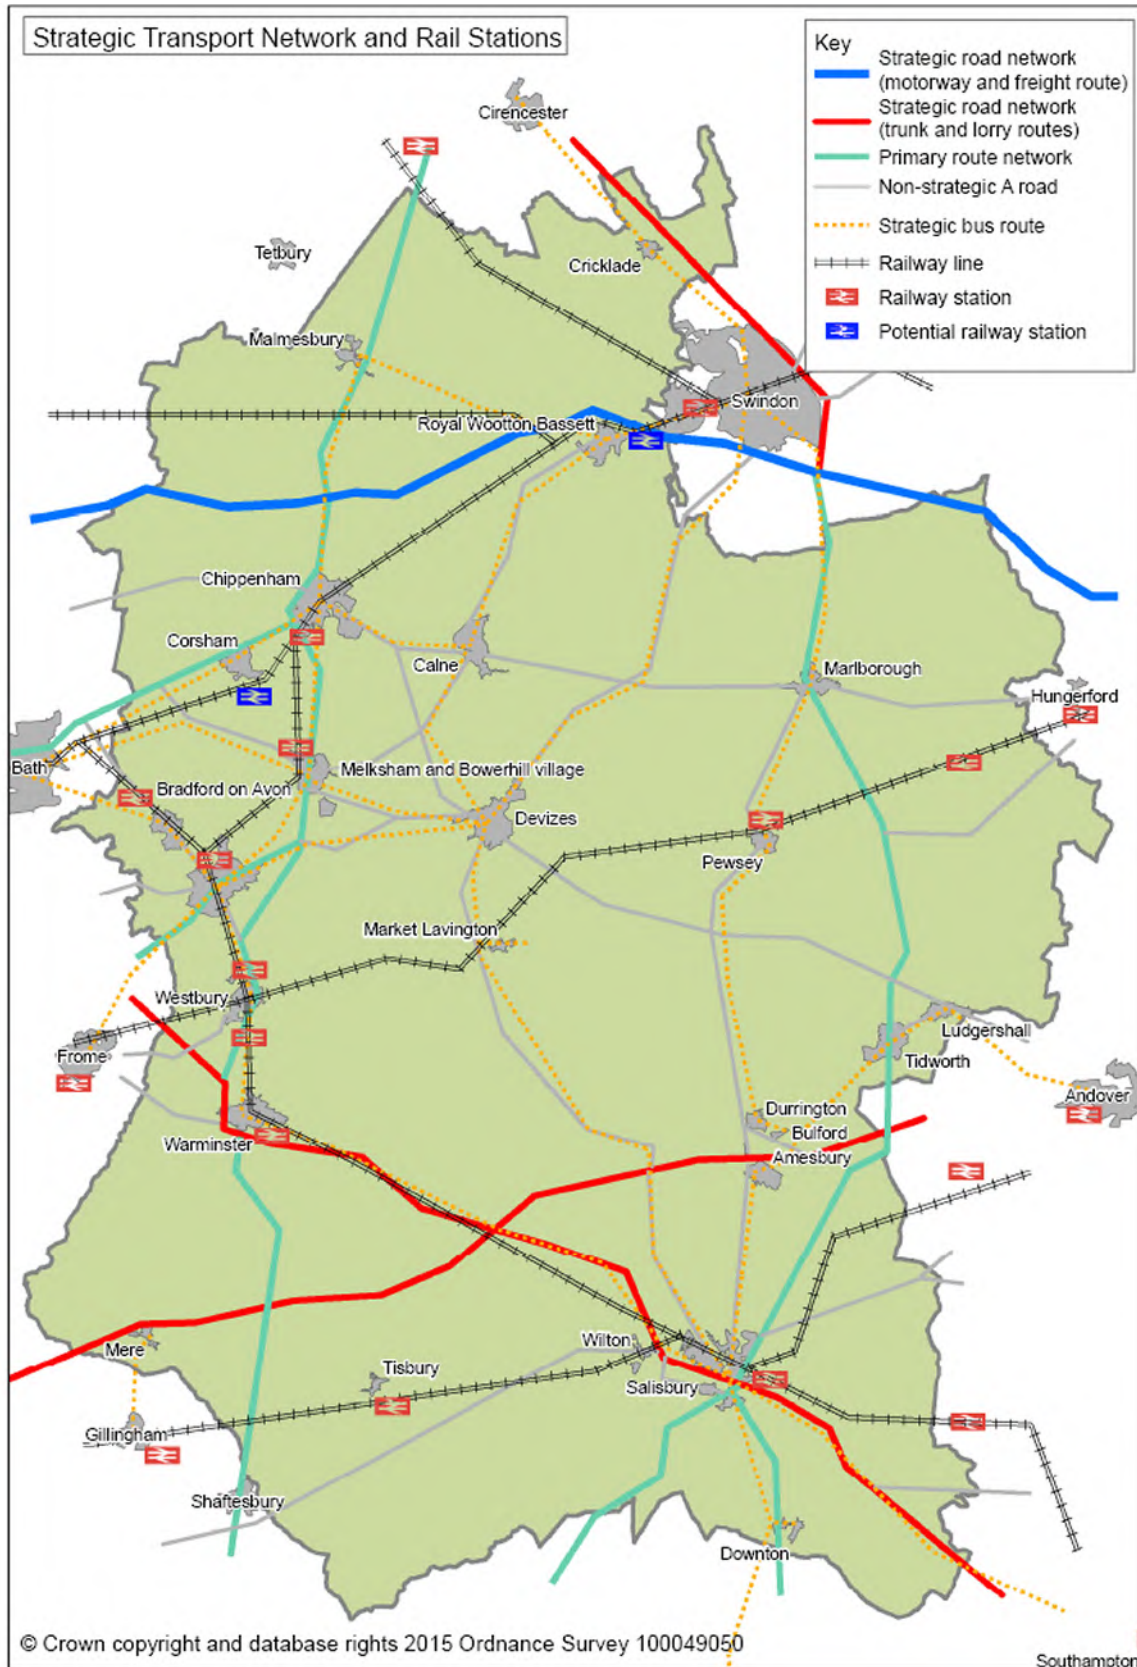 Strategic Transport Network and Rail Stations
Key
Strategic road network
(motorway and freight route)
Strategic road network
(trunk and lorry routes)
Primary route network
Non-strategic A road
Strategic bus route
Railway line
Railway station
Potential railway station
Cirencester
Tetbury
Cricklade
Malmesbury
Swindon
Royal Wootton Bassett
Chippenham
Corsham
Calne
Marlborough
Hungerford
Bath
Melksham and Bowerhill village
Bradford on Avon
Devizes
Pewsey
Market Lavington
Westbury
Ludgershall
Frome
Tidworth
Andover
Durrington
Bulford
Warminster
Amesbury
Mere
Wilton
Tisbury
Salisbury
Gillingham
Shaftesbury
Downton
© Crown copyright and database rights 2015 Ordnance Survey 100049050
Southampton